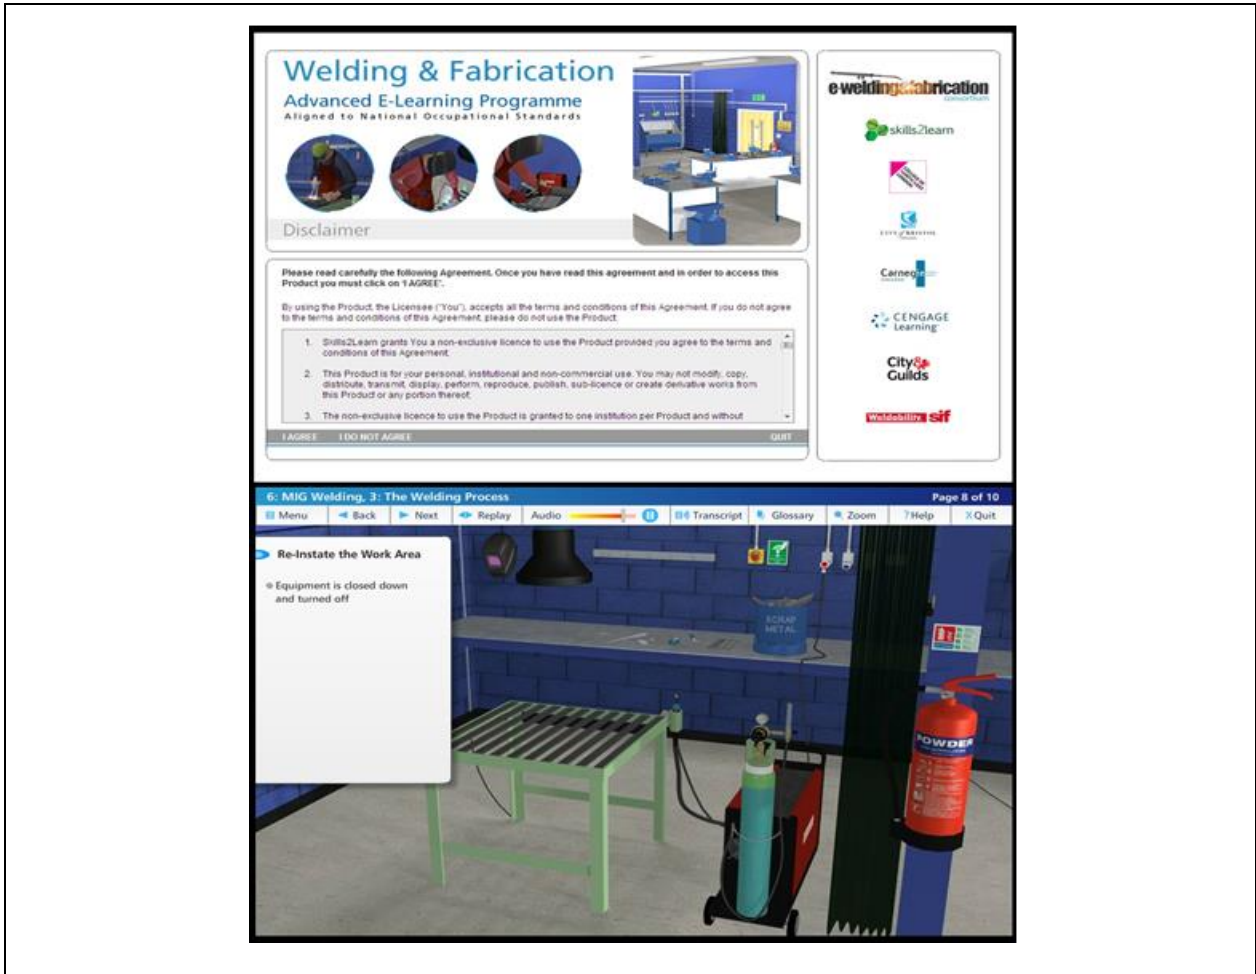 Welding & Fabrication
Advanced E-Learning Programme
Aligned to National Occupational Standards
Disclaimer
Please read carefully the following Agreement. Once you have read this agreement and in order to access this
Product you must click on 'I AGREE'.
By using the Product, the Licensee ("You"), accepts all the terms and conditions of this Agreement. If you do not agree
to the terms and conditions of this Agreement, please do not use the Product.
1. Skills2Learn grants You a non-exclusive licence to use the Product provided you agree to the terms and
conditions of this Agreement.
2. This Product is for your personal, institutional and non-commercial use. You may not modify, copy,
distribute, transmit, display, perform, reproduce, publish, sub-licence or create derivative works from
this Product or any portion thereof;
3. The non-exclusive licence to use the Product is granted to one institution per Product and without
I AGREE I DO NOT AGREE QUIT
e-welding&fabrication
consortium
skills2learn
CITY of BRISTOL
Carnegie
CENGAGE
Learning
City&
Guilds
Weldability sif
6: MIG Welding, 3: The Welding Process Page 8 of 10
Menu Back Next Replay Audio Transcript Glossary Zoom ?Help X Quit
Re-Instate the Work Area
Equipment is closed down
and turned off
SCRAP
METAL
POWDER